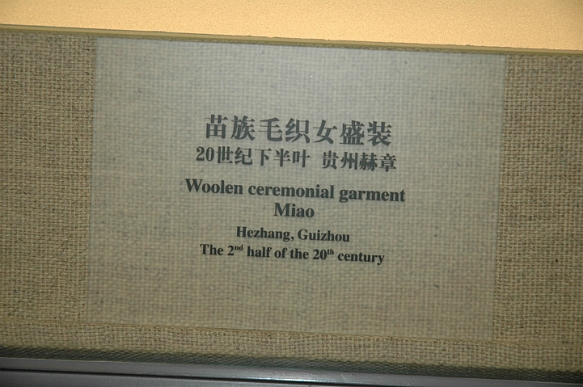 苗族毛织女盛装
20世纪下半叶 贵州赫章
Woolen ceremonial garment
Miao
Hezhang, Guizhou
The 2nd half of the 20th century